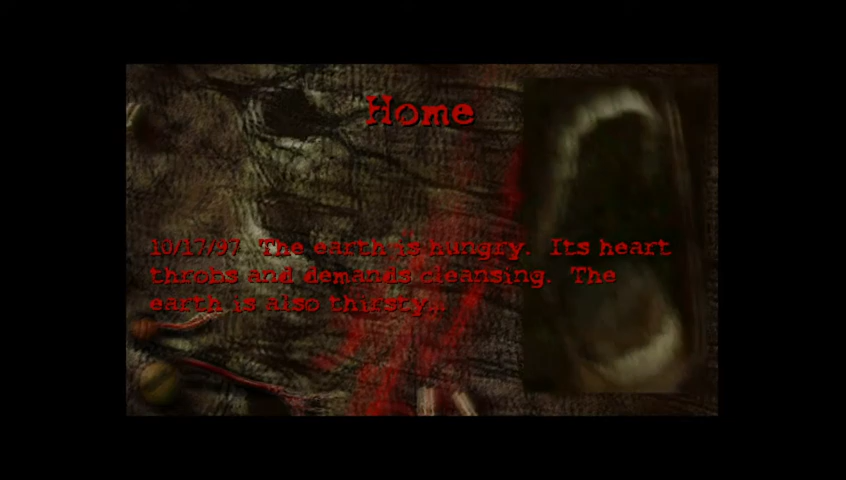 Home
10/17/97 The earth is hungry. Its heart
throbs and demands cleansing. The
earth is also thirsty...